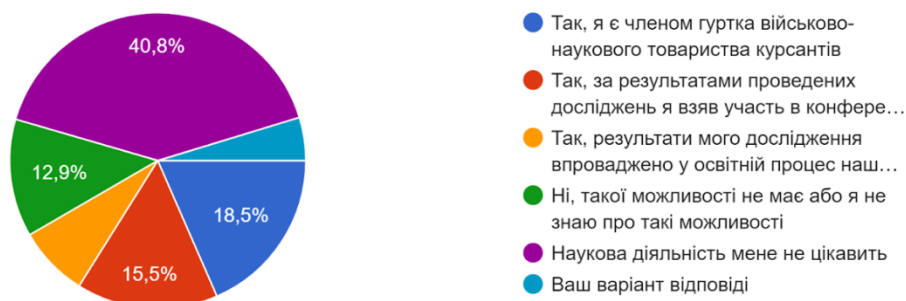 40,8%
12,9%
18,5%
15,5%
Так, я є членом гуртка військово-
наукового товариства курсантів
Так, за результатами проведених
досліджень я взяв участь в конфере…
Так, результати мого дослідження
впроваджено у освітній процес наш…
Ні, такої можливості не має або я не
знаю про такі можливості
Наукова діяльність мене не цікавить
Ваш варіант відповіді